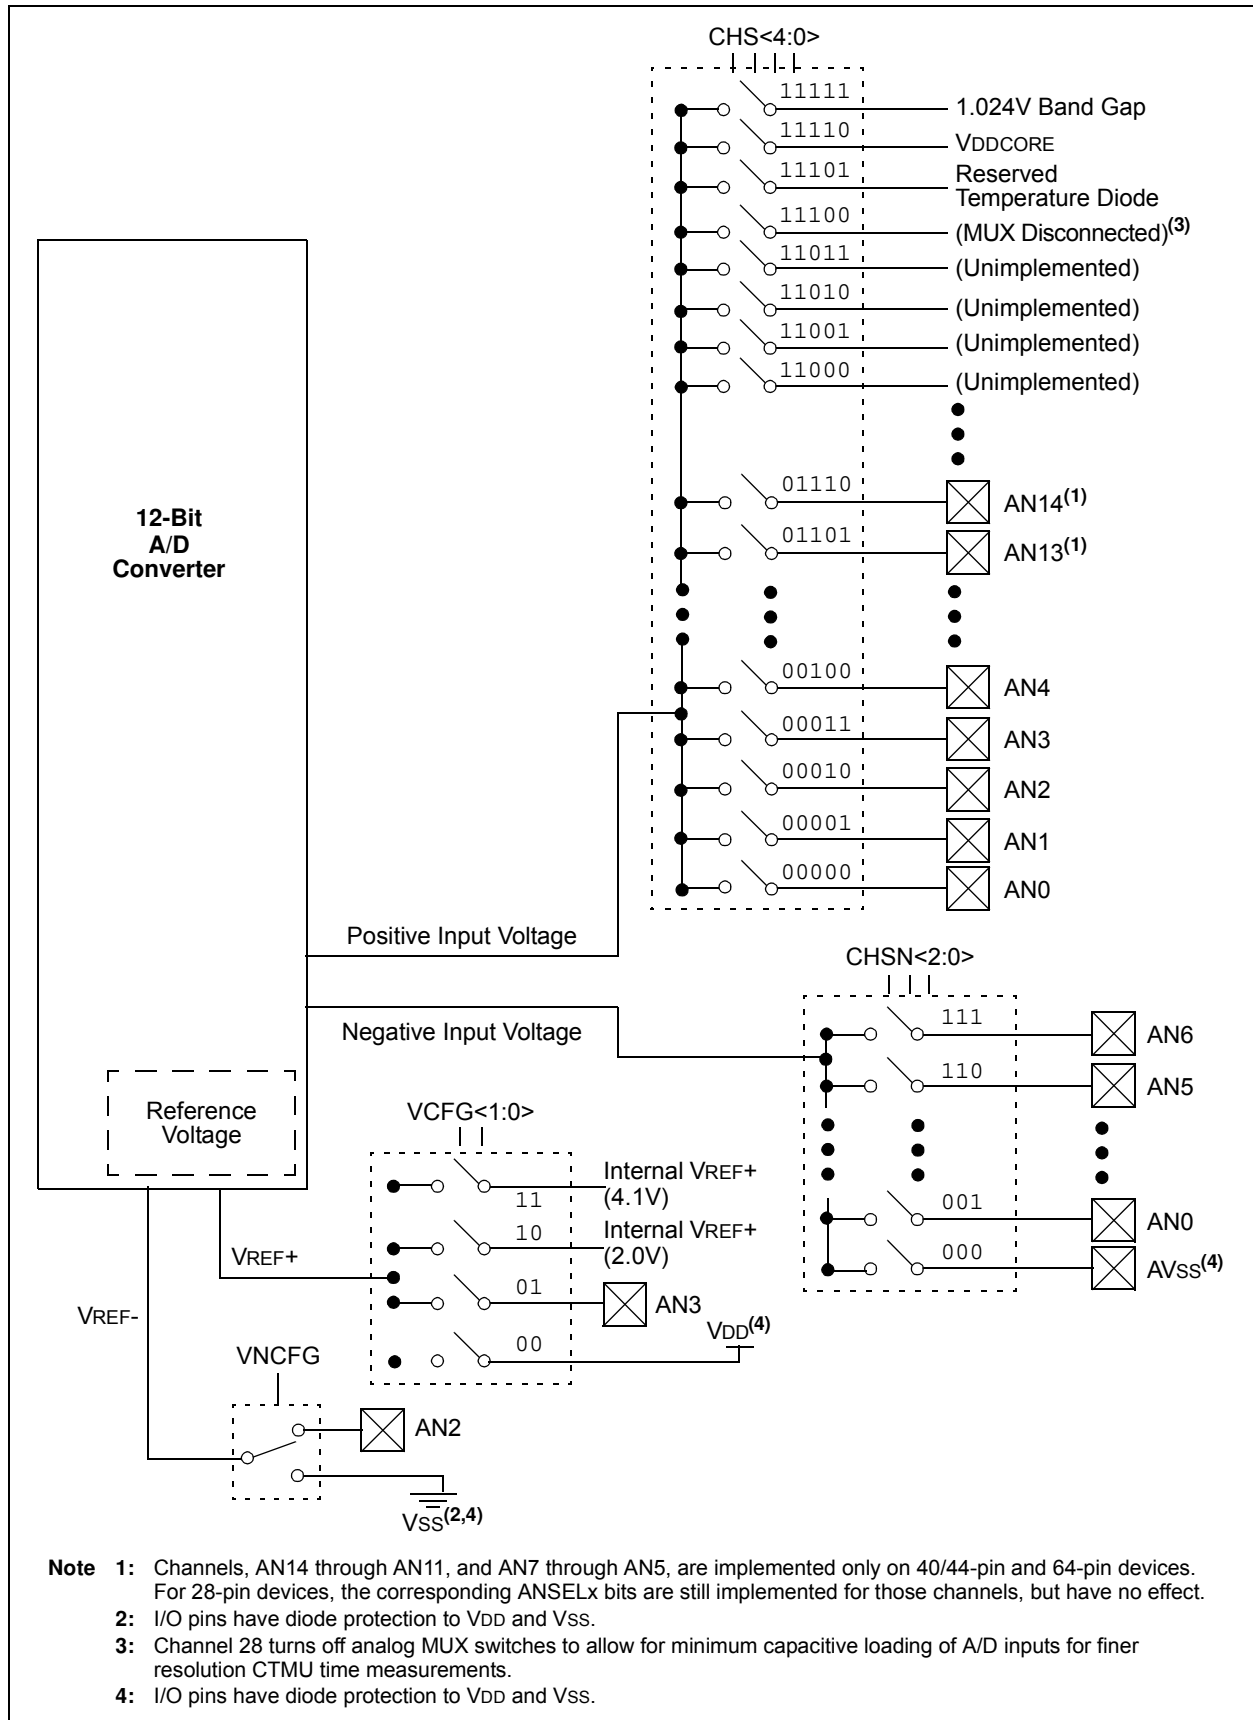 CHS<4:0>
11111
1.024V Band Gap
11110
VDDCORE
11101
Reserved
Temperature Diode
11100
(MUX Disconnected)(3)
11011
(Unimplemented)
11010
(Unimplemented)
11001
(Unimplemented)
11000
(Unimplemented)
12-Bit
A/D
Converter
01110
AN14(1)
01101
AN13(1)
00100
AN4
00011
AN3
00010
AN2
00001
AN1
00000
AN0
Positive Input Voltage
CHSN<2:0>
Negative Input Voltage
111
AN6
110
AN5
001
AN0
000
AVSS(4)
Reference
Voltage
VCFG<1:0>
11
Internal VREF+
(4.1V)
10
Internal VREF+
(2.0V)
VREF+
01
AN3
VREF-
00
VDD(4)
VNCFG
AN2
VSS(2,4)
Note 1: Channels, AN14 through AN11, and AN7 through AN5, are implemented only on 40/44-pin and 64-pin devices.
For 28-pin devices, the corresponding ANSELx bits are still implemented for those channels, but have no effect.
2: I/O pins have diode protection to VDD and VSS.
3: Channel 28 turns off analog MUX switches to allow for minimum capacitive loading of A/D inputs for finer
resolution CTMU time measurements.
4: I/O pins have diode protection to VDD and VSS.